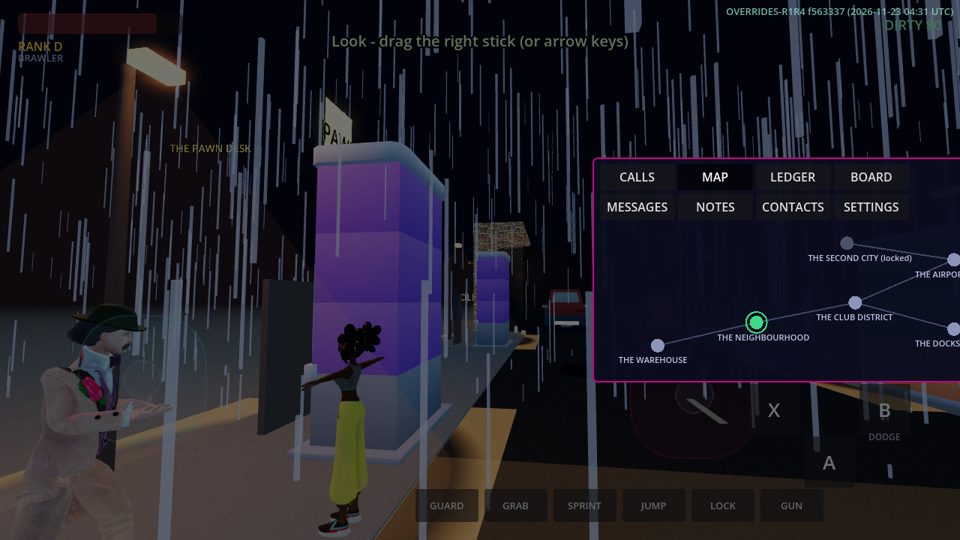 OVERRIDES-R1R4 f563337 (2026-11-23 04:31 UTC)
DIRTY $0
RANK D
BRAWLER
Look - drag the right stick (or arrow keys)
THE PAWN DESK
CALLS
MAP
LEDGER
BOARD
MESSAGES
NOTES
CONTACTS
SETTINGS
THE SECOND CITY (locked)
THE CLUB DISTRICT
THE NEIGHBOURHOOD
THE DOCKS
THE WAREHOUSE
X
B
DODGE
A
GUARD
GRAB
SPRINT
JUMP
LOCK
GUN